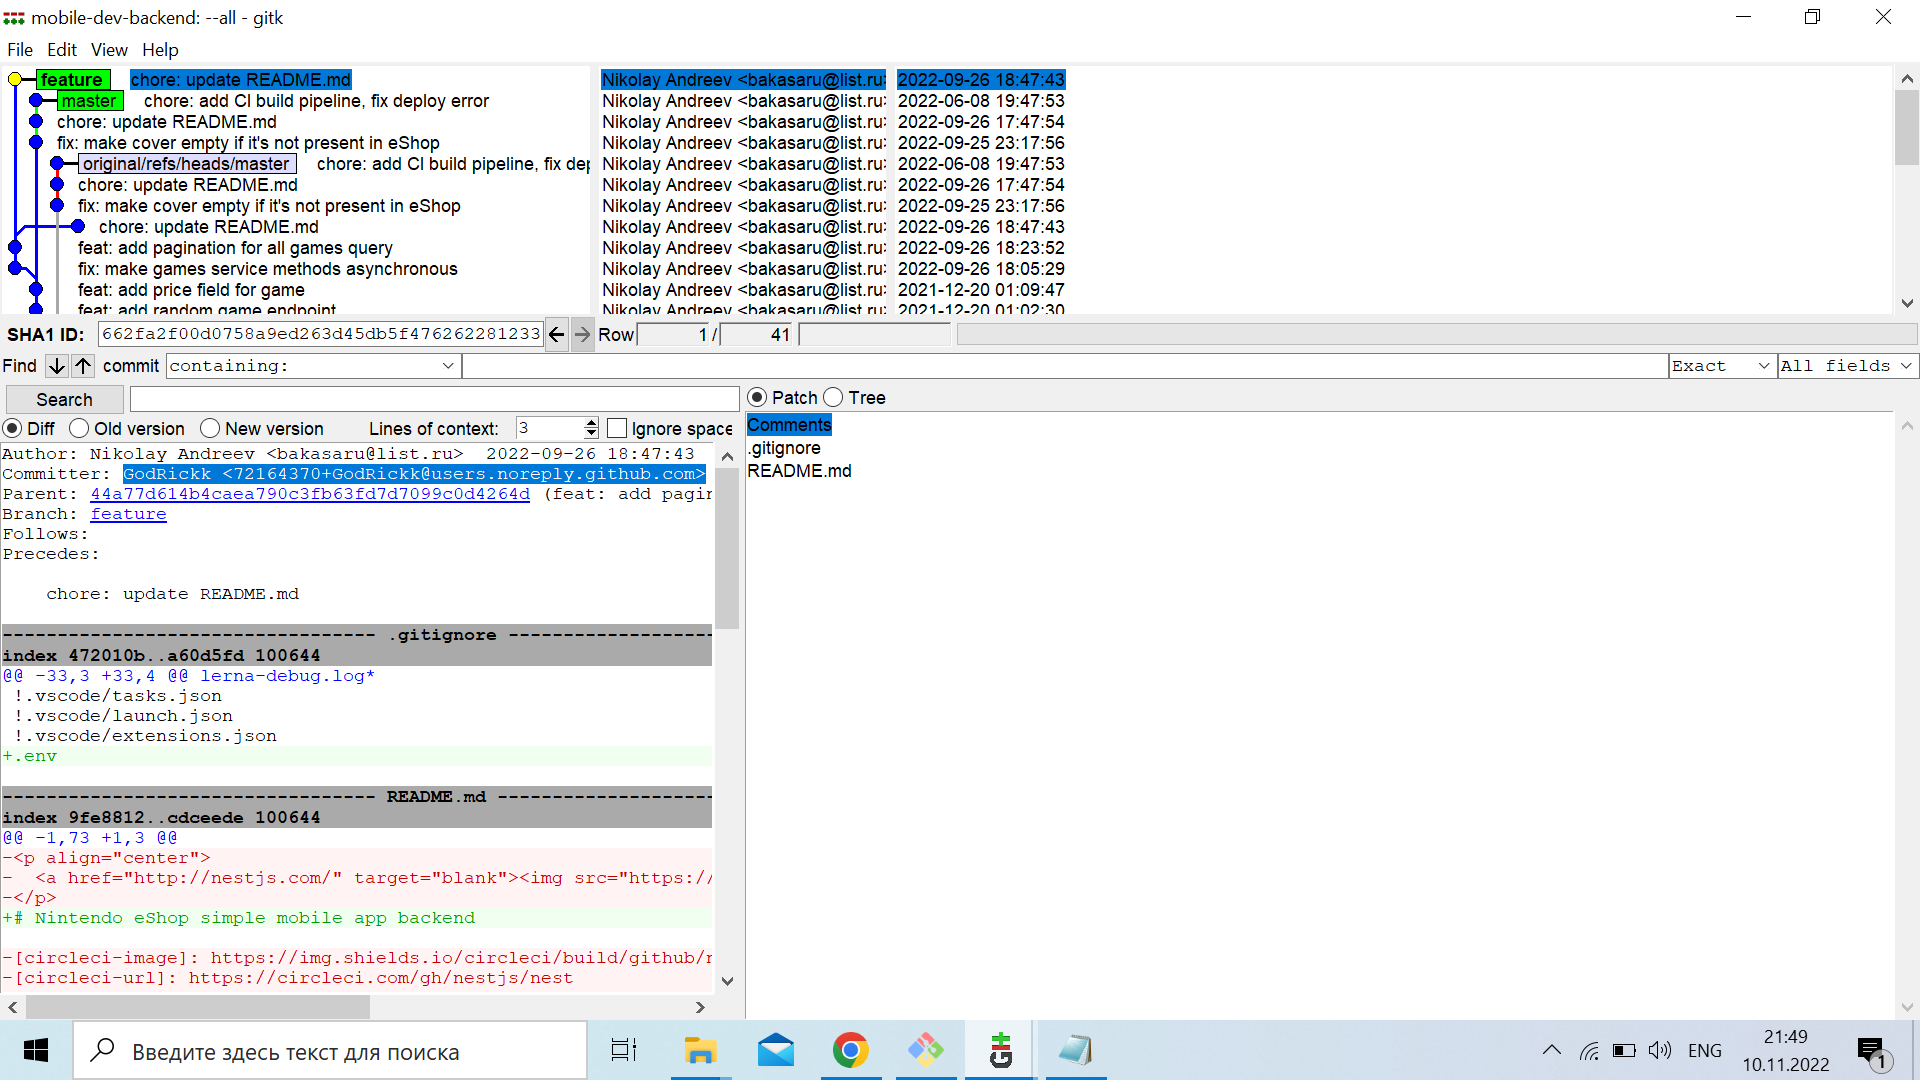 mobile-dev-backend: --all - gitk
File Edit View Help
feature chore: update README.md Nikolay Andreev <bakasaru@list.ru> 2022-09-26 18:47:43
master chore: add CI build pipeline, fix deploy error Nikolay Andreev <bakasaru@list.ru> 2022-06-08 19:47:53
chore: update README.md Nikolay Andreev <bakasaru@list.ru> 2022-09-26 17:47:54
fix: make cover empty if it's not present in eShop Nikolay Andreev <bakasaru@list.ru> 2022-09-25 23:17:56
original/refs/heads/master chore: add CI build pipeline, fix dep Nikolay Andreev <bakasaru@list.ru> 2022-06-08 19:47:53
chore: update README.md Nikolay Andreev <bakasaru@list.ru> 2022-09-26 17:47:54
fix: make cover empty if it's not present in eShop Nikolay Andreev <bakasaru@list.ru> 2022-09-25 23:17:56
chore: update README.md Nikolay Andreev <bakasaru@list.ru> 2022-09-26 18:47:43
feat: add pagination for all games query Nikolay Andreev <bakasaru@list.ru> 2022-09-26 18:23:52
fix: make games service methods asynchronous Nikolay Andreev <bakasaru@list.ru> 2022-09-26 18:05:29
feat: add price field for game Nikolay Andreev <bakasaru@list.ru> 2021-12-20 01:09:47
feat: add random game endpoint Nikolay Andreev <bakasaru@list.ru> 2021-12-20 01:02:30
SHA1 ID: 662fa2f00d0758a9ed263d45db5f476262281233 Row 1 / 41
Find commit containing: Exact All fields
Search
Patch Tree
Diff Old version New version Lines of context: 3 Ignore space
Comments
.gitignore
README.md
Author: Nikolay Andreev <bakasaru@list.ru> 2022-09-26 18:47:43
Committer: GodRickk <72164370+GodRickk@users.noreply.github.com>
Parent: 44a77d614b4caea790c3fb63fd7d7099c0d4264d (feat: add pagin
Branch: feature
Follows:
Precedes:
chore: update README.md
---------------------------------- .gitignore -------------------
index 472010b..a60d5fd 100644
@@ -33,3 +33,4 @@ lerna-debug.log*
!.vscode/tasks.json
!.vscode/launch.json
!.vscode/extensions.json
+.env
---------------------------------- README.md --------------------
index 9fe8812..cdceede 100644
@@ -1,73 +1,3 @@
-<p align="center">
- <a href="http://nestjs.com/" target="blank"><img src="https://
-</p>
+# Nintendo eShop simple mobile app backend
-[circleci-image]: https://img.shields.io/circleci/build/github/n
-[circleci-url]: https://circleci.com/gh/nestjs/nest
Введите здесь текст для поиска
ENG
21:49
10.11.2022
1